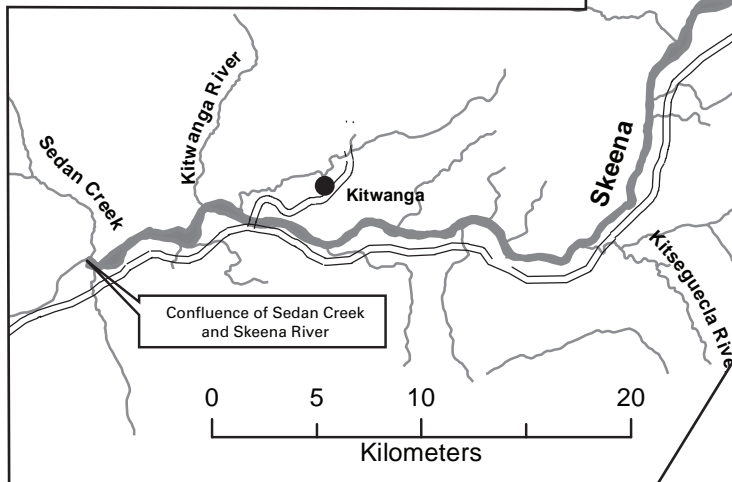 Kitwanga River
Sedan Creek
Skeena
Kitwanga
Kitseguecla Rive
Confluence of Sedan Creek
and Skeena River
0 5 10 20
Kilometers